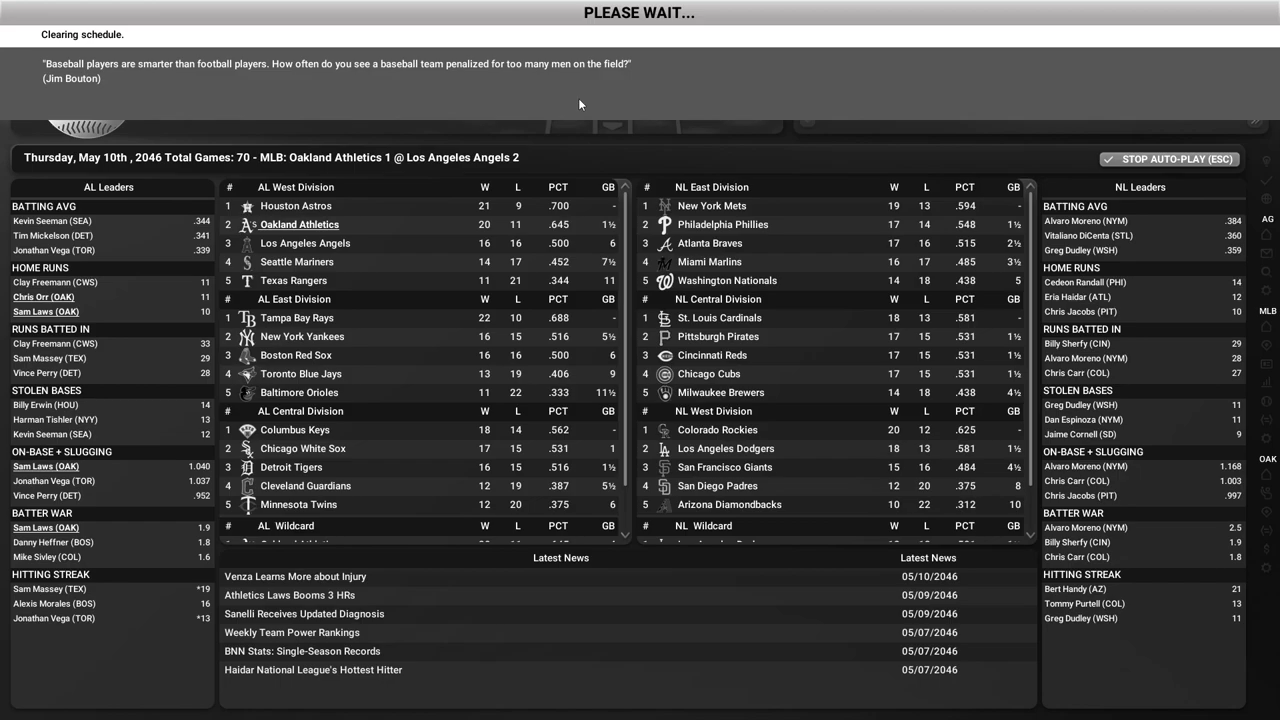 PLEASE WAIT...
Clearing schedule.
"Baseball players are smarter than football players. How often do you see a baseball team penalized for too many men on the field?"
(Jim Bouton)
Thursday, May 10th , 2046 Total Games: 70 - MLB: Oakland Athletics 1 @ Los Angeles Angels 2
STOP AUTO-PLAY (ESC)
AL Leaders
BATTING AVG
Kevin Seeman (SEA) .344
Tim Mickelson (DET) .341
Jonathan Vega (TOR) .339
HOME RUNS
Clay Freemann (CWS) 11
Chris Orr (OAK) 11
Sam Laws (OAK) 10
RUNS BATTED IN
Clay Freemann (CWS) 33
Sam Massey (TEX) 29
Vince Perry (DET) 28
STOLEN BASES
Billy Erwin (HOU) 14
Harman Tishler (NYY) 13
Kevin Seeman (SEA) 12
ON-BASE + SLUGGING
Sam Laws (OAK) 1.040
Jonathan Vega (TOR) 1.037
Vince Perry (DET) .952
BATTER WAR
Sam Laws (OAK) 1.9
Danny Heffner (BOS) 1.8
Mike Sivley (COL) 1.6
HITTING STREAK
Sam Massey (TEX) *19
Alexis Morales (BOS) 16
Jonathan Vega (TOR) *13
# AL West Division W L PCT GB
1 Houston Astros 21 9 .700 -
2 Oakland Athletics 20 11 .645 1½
3 Los Angeles Angels 16 16 .500 6
4 Seattle Mariners 14 17 .452 7½
5 Texas Rangers 11 21 .344 11
# AL East Division W L PCT GB
1 Tampa Bay Rays 22 10 .688 -
2 New York Yankees 16 15 .516 5½
3 Boston Red Sox 16 16 .500 6
4 Toronto Blue Jays 13 19 .406 9
5 Baltimore Orioles 11 22 .333 11½
# AL Central Division W L PCT GB
1 Columbus Keys 18 14 .562 -
2 Chicago White Sox 17 15 .531 1
3 Detroit Tigers 16 15 .516 1½
4 Cleveland Guardians 12 19 .387 5½
5 Minnesota Twins 12 20 .375 6
# AL Wildcard W L PCT GB
# NL East Division W L PCT GB
1 New York Mets 19 13 .594 -
2 Philadelphia Phillies 17 14 .548 1½
3 Atlanta Braves 17 16 .515 2½
4 Miami Marlins 16 17 .485 3½
5 Washington Nationals 14 18 .438 5
# NL Central Division W L PCT GB
1 St. Louis Cardinals 18 13 .581 -
2 Pittsburgh Pirates 17 15 .531 1½
3 Cincinnati Reds 17 15 .531 1½
4 Chicago Cubs 17 15 .531 1½
5 Milwaukee Brewers 14 18 .438 4½
# NL West Division W L PCT GB
1 Colorado Rockies 20 12 .625 -
2 Los Angeles Dodgers 18 13 .581 1½
3 San Francisco Giants 15 16 .484 4½
4 San Diego Padres 12 20 .375 8
5 Arizona Diamondbacks 10 22 .312 10
# NL Wildcard W L PCT GB
Latest News Latest News
Venza Learns More about Injury 05/10/2046
Athletics Laws Booms 3 HRs 05/09/2046
Sanelli Receives Updated Diagnosis 05/09/2046
Weekly Team Power Rankings 05/07/2046
BNN Stats: Single-Season Records 05/07/2046
Haidar National League's Hottest Hitter 05/07/2046
NL Leaders
BATTING AVG
Alvaro Moreno (NYM) .384
Vitaliano DiCenta (STL) .360
Greg Dudley (WSH) .359
HOME RUNS
Cedeon Randall (PHI) 14
Eria Haidar (ATL) 12
Chris Jacobs (PIT) 10
RUNS BATTED IN
Billy Sherfy (CIN) 29
Alvaro Moreno (NYM) 28
Chris Carr (COL) 27
STOLEN BASES
Greg Dudley (WSH) 11
Dan Espinoza (NYM) 11
Jaime Cornell (SD) 9
ON-BASE + SLUGGING
Alvaro Moreno (NYM) 1.168
Chris Carr (COL) 1.003
Chris Jacobs (PIT) .997
BATTER WAR
Alvaro Moreno (NYM) 2.5
Billy Sherfy (CIN) 1.9
Chris Carr (COL) 1.8
HITTING STREAK
Bert Handy (AZ) 21
Tommy Purtell (COL) 13
Greg Dudley (WSH) 11
AG
MLB
OAK